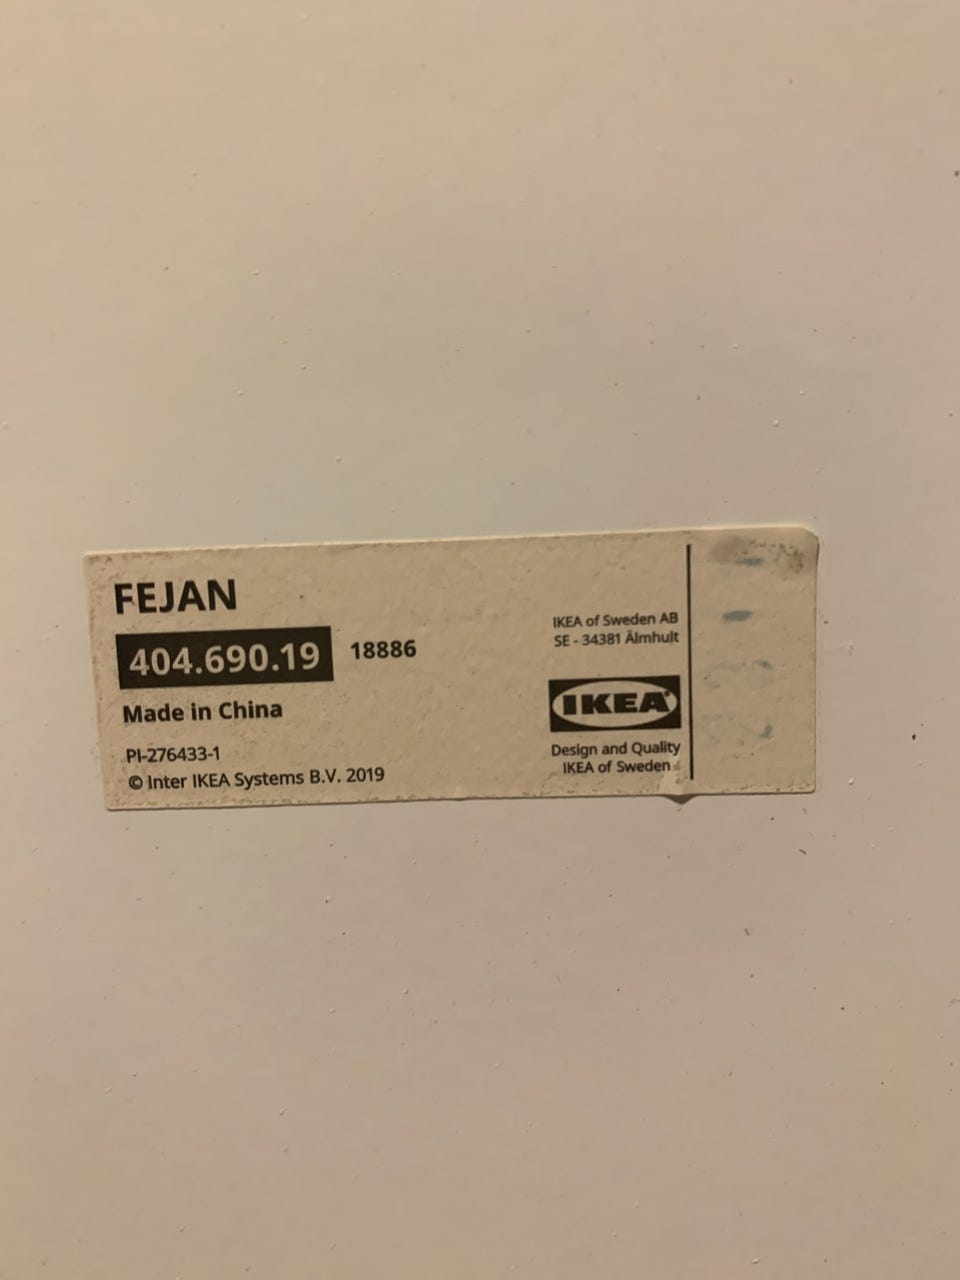 FEJAN
404.690.19 18886
Made in China
PI-276433-1
© Inter IKEA Systems B.V. 2019
IKEA of Sweden AB
SE - 34381 Älmhult
IKEA®
Design and Quality
IKEA of Sweden